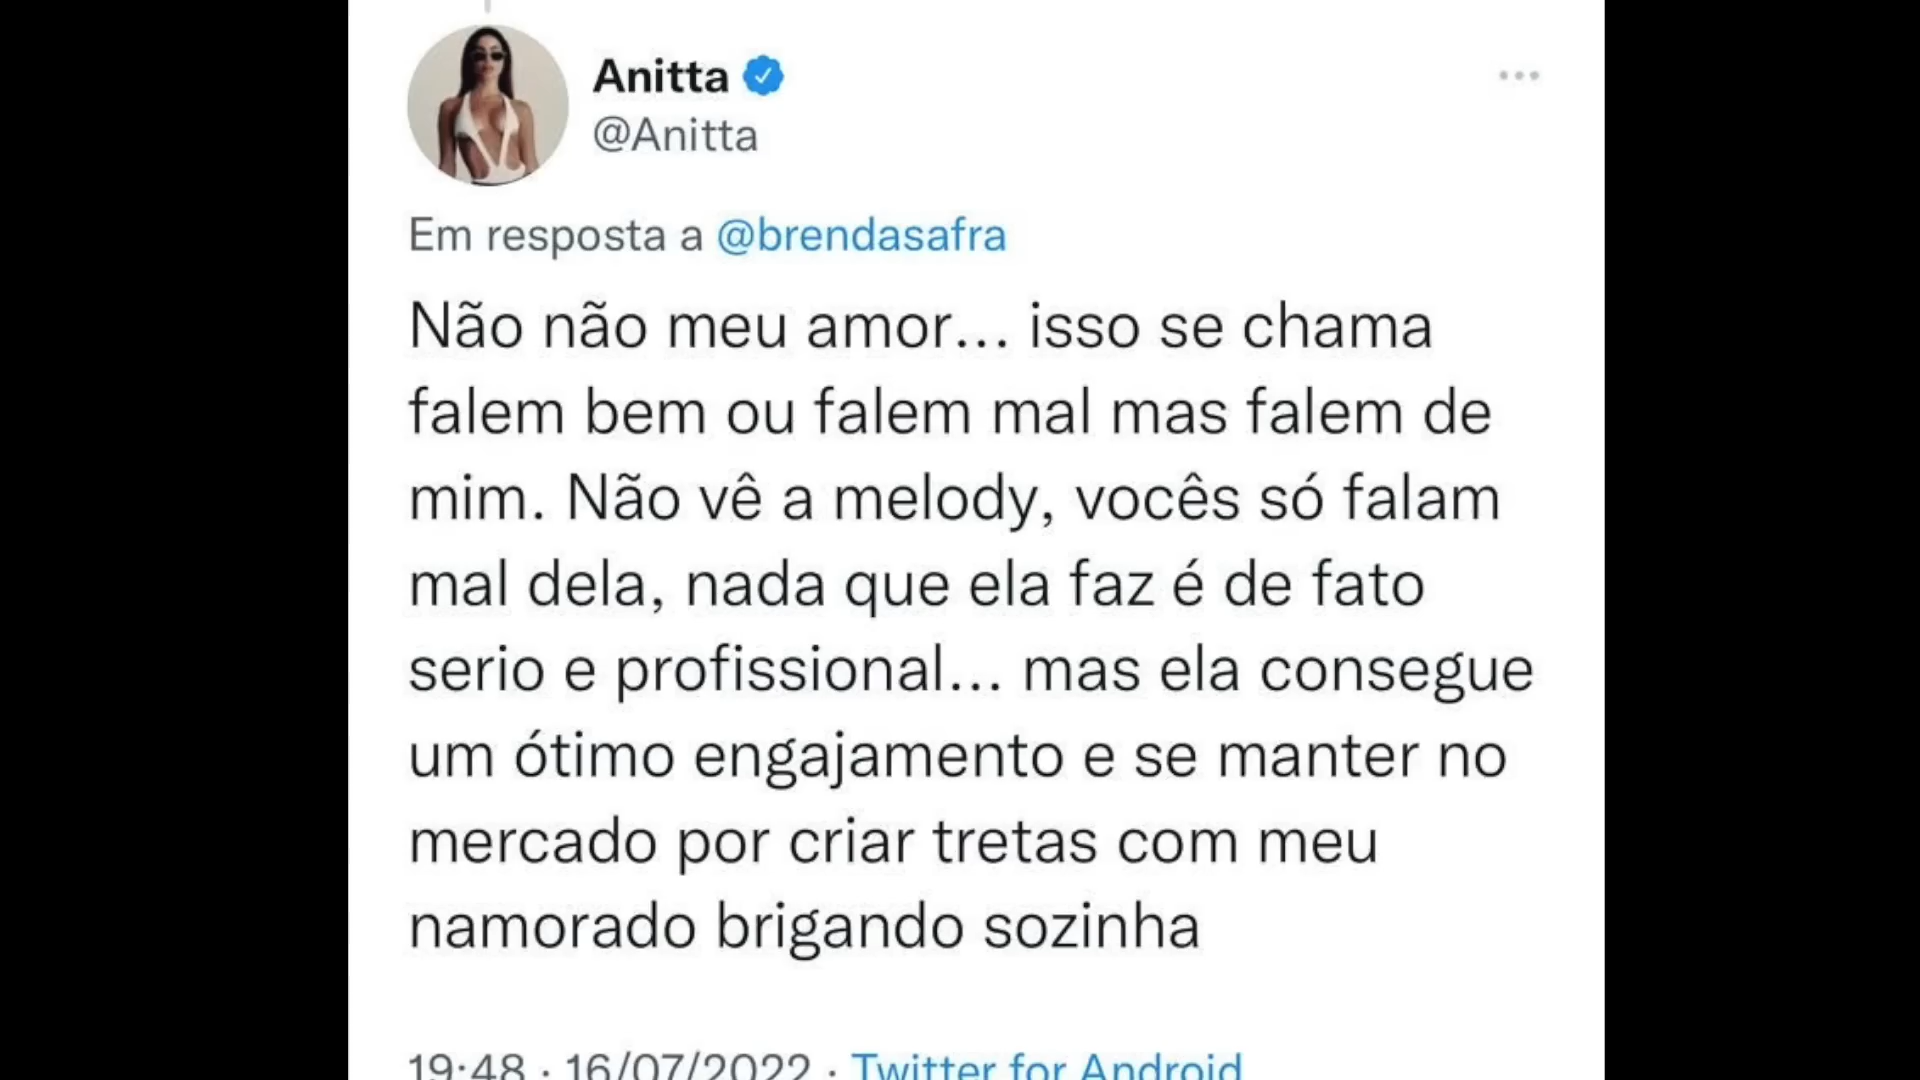 Anitta
@Anitta
Em resposta a @brendasafra
Não não meu amor... isso se chama
falem bem ou falem mal mas falem de
mim. Não vê a melody, vocês só falam
mal dela, nada que ela faz é de fato
serio e profissional... mas ela consegue
um ótimo engajamento e se manter no
mercado por criar tretas com meu
namorado brigando sozinha
19:48 · 16/07/2022 · Twitter for Android